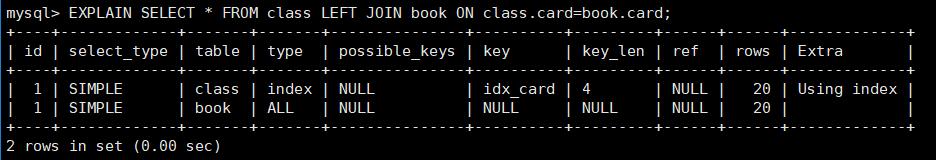 mysql> EXPLAIN SELECT * FROM class LEFT JOIN book ON class.card=book.card;
+----+-------------+-------+-------+---------------+----------+---------+------+------+-------------+
| id | select_type | table | type  | possible_keys | key      | key_len | ref  | rows | Extra       |
+----+-------------+-------+-------+---------------+----------+---------+------+------+-------------+
|  1 | SIMPLE      | class | index | NULL          | idx_card | 4       | NULL |   20 | Using index |
|  1 | SIMPLE      | book  | ALL   | NULL          | NULL     | NULL    | NULL |   20 |             |
+----+-------------+-------+-------+---------------+----------+---------+------+------+-------------+
2 rows in set (0.00 sec)